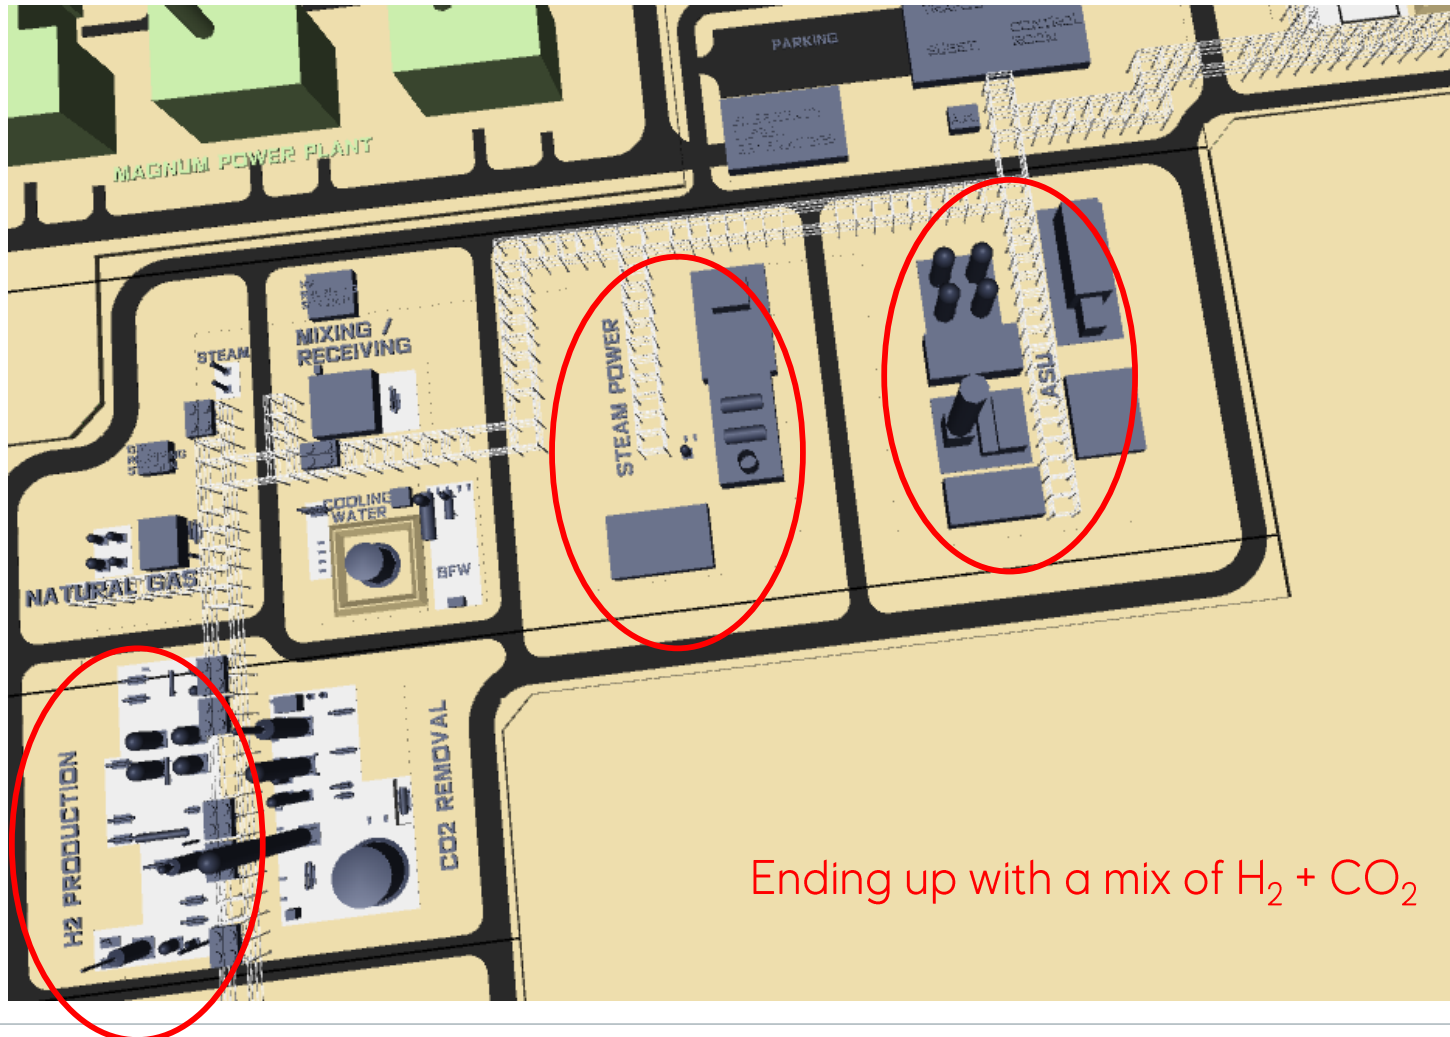 PARKING
SUBST.
CONTROL
ROOM
MAGNUM POWER PLANT
MIXING /
RECEIVING
STEAM
STEAM POWER
ASU
COOLING
WATER
BFW
NATURAL GAS
H2 PRODUCTION
CO2 REMOVAL
Ending up with a mix of H₂ + CO₂